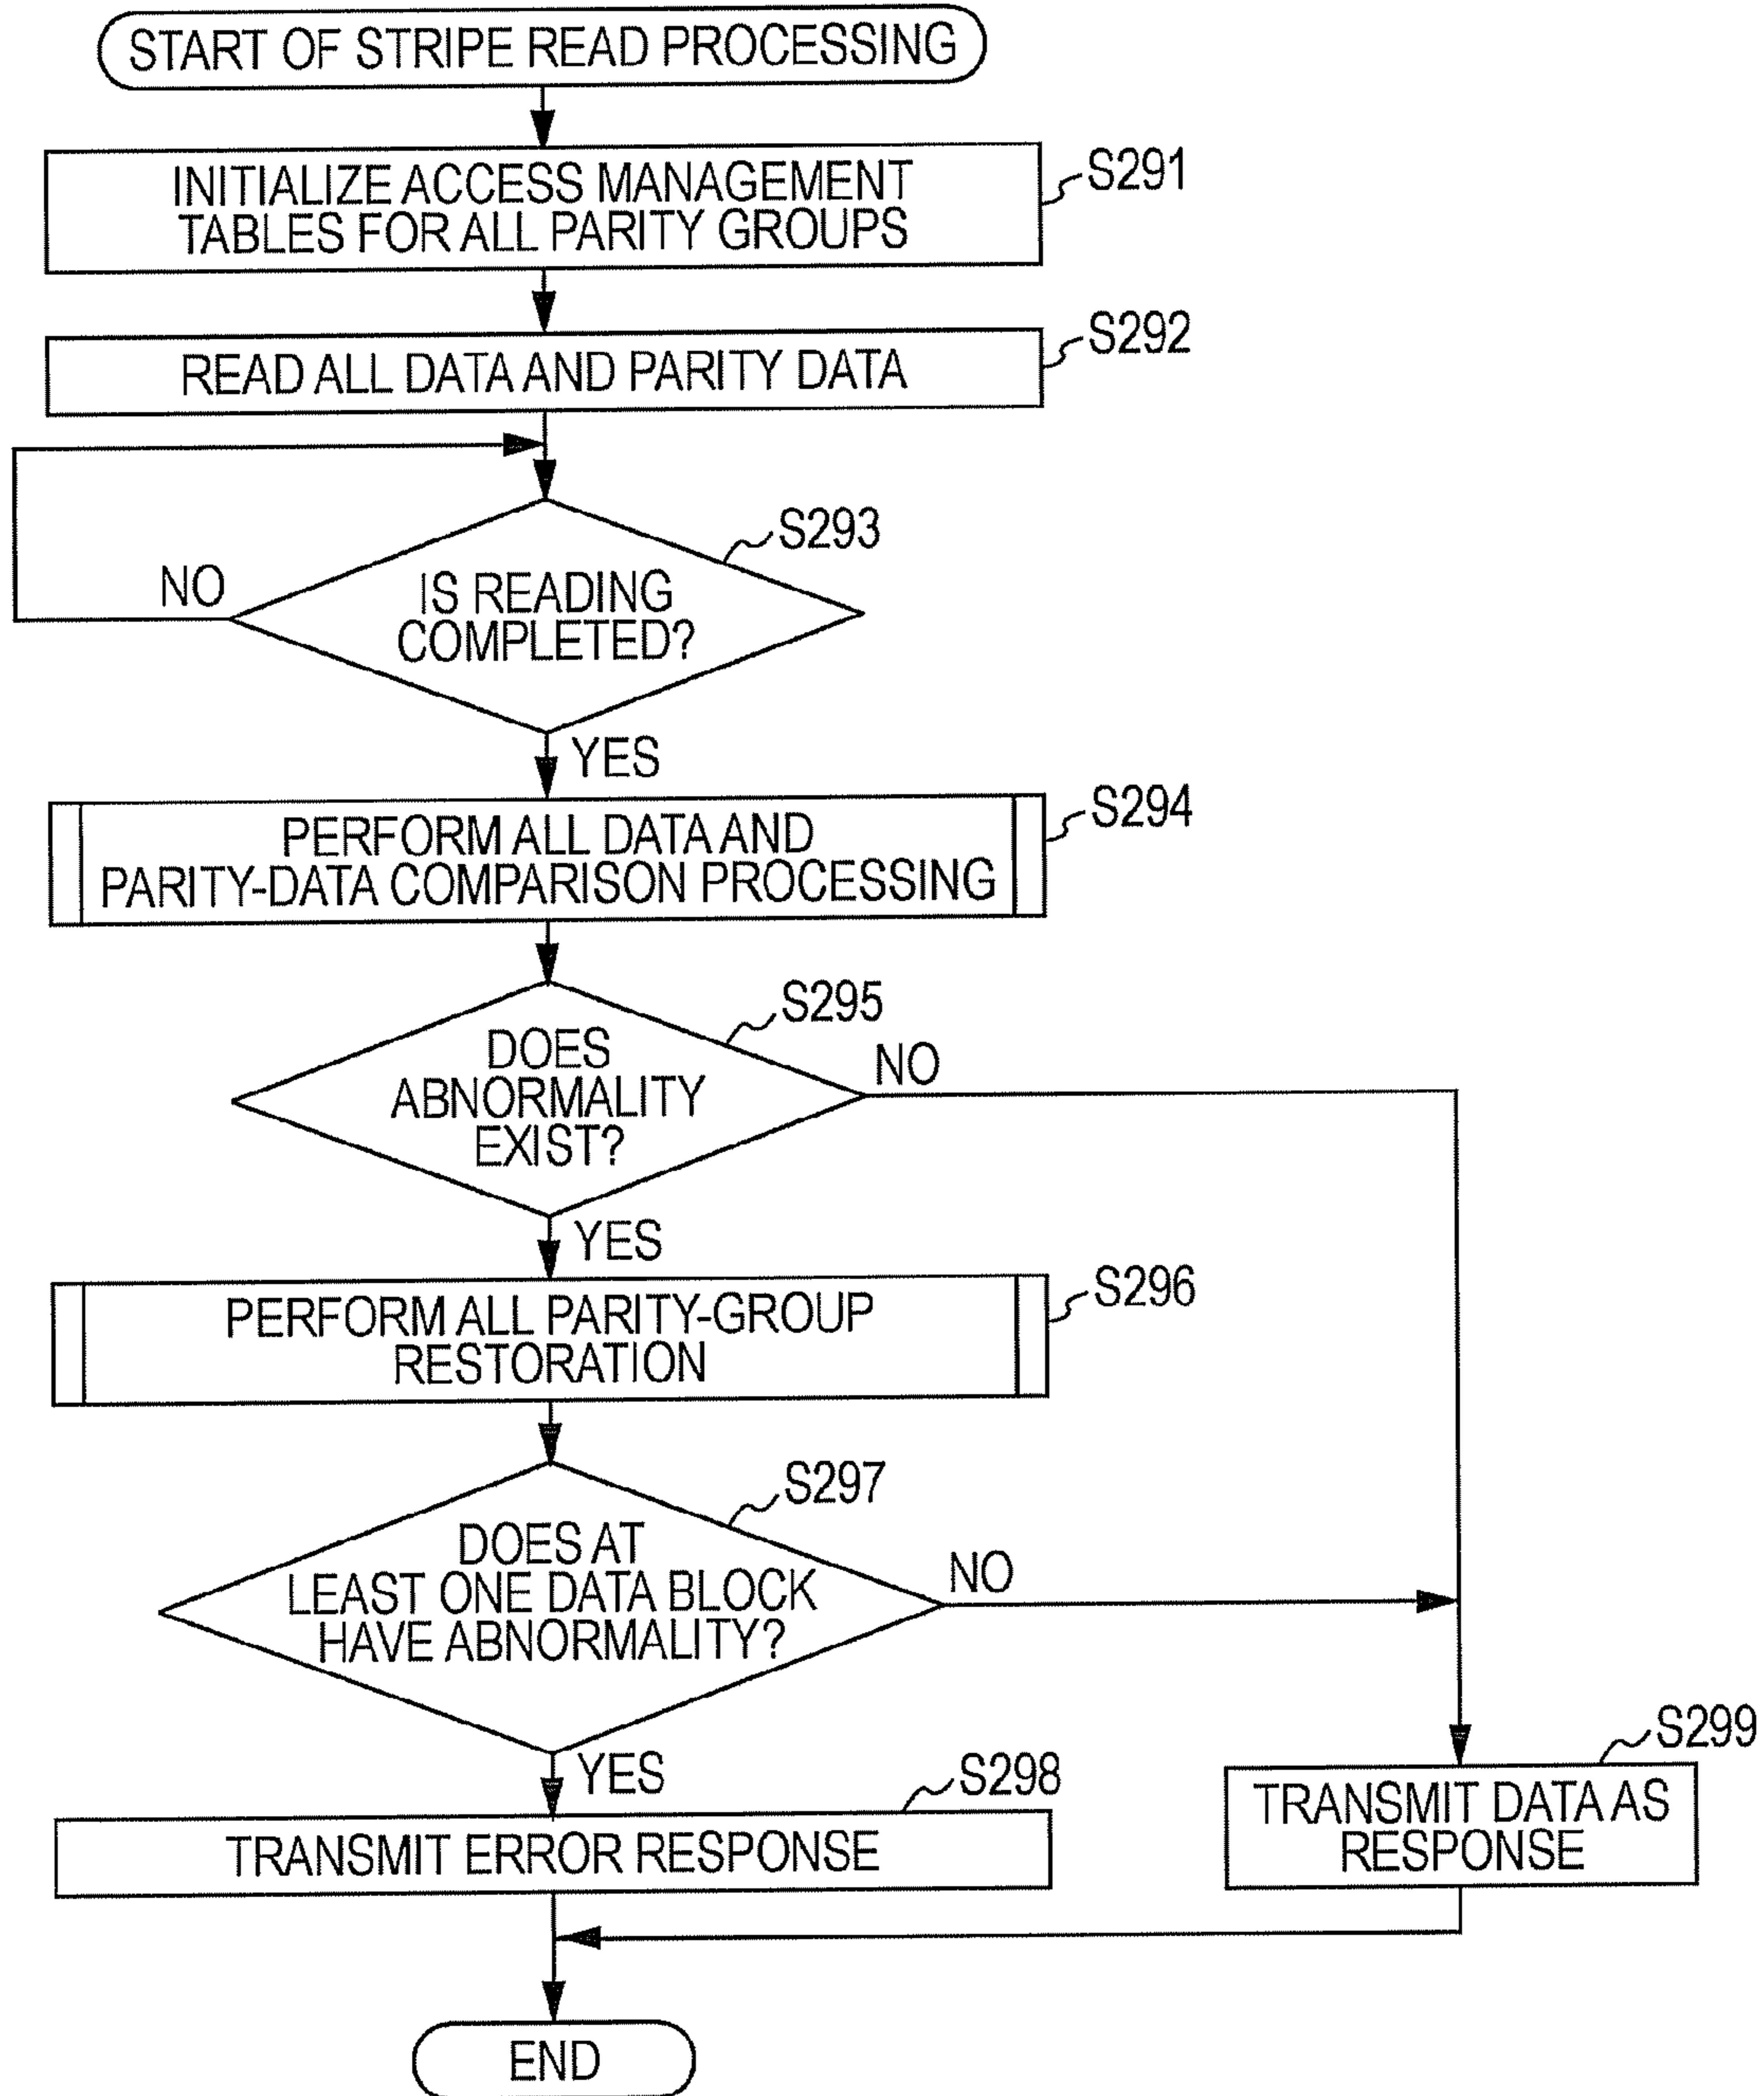 START OF STRIPE READ PROCESSING
INITIALIZE ACCESS MANAGEMENT
TABLES FOR ALL PARITY GROUPS
S291
READ ALL DATA AND PARITY DATA
S292
S293
NO
IS READING
COMPLETED?
YES
PERFORM ALL DATA AND
PARITY-DATA COMPARISON PROCESSING
S294
S295
DOES
ABNORMALITY
EXIST?
NO
YES
PERFORM ALL PARITY-GROUP
RESTORATION
S296
S297
DOES AT
LEAST ONE DATA BLOCK
HAVE ABNORMALITY?
NO
YES
S298
TRANSMIT ERROR RESPONSE
S299
TRANSMIT DATA AS
RESPONSE
END